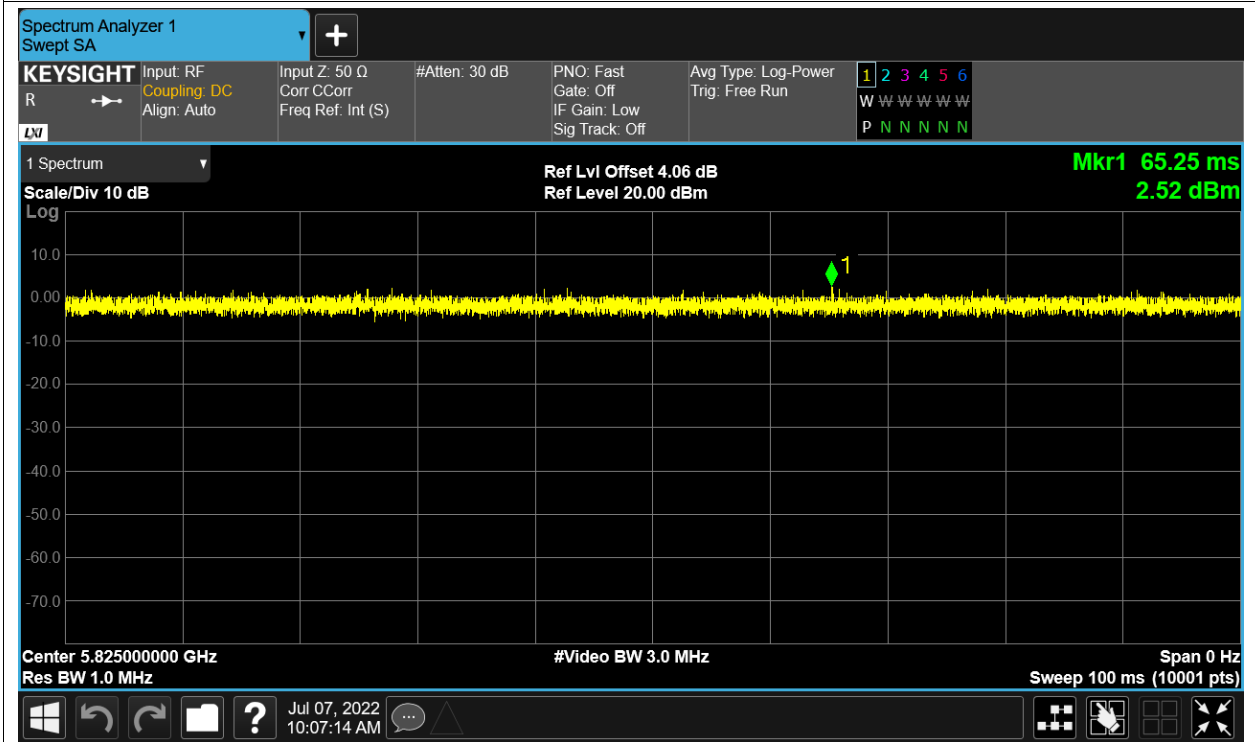 Spectrum Analyzer 1
Swept SA
KEYSIGHT
R
LXI
Input: RF
Coupling: DC
Align: Auto
Input Z: 50 Ω
Corr CCorr
Freq Ref: Int (S)
#Atten: 30 dB
PNO: Fast
Gate: Off
IF Gain: Low
Sig Track: Off
Avg Type: Log-Power
Trig: Free Run
1 2 3 4 5 6
W W W W W W
P N N N N N
1 Spectrum
Scale/Div 10 dB
Log
Ref Lvl Offset 4.06 dB
Ref Level 20.00 dBm
Mkr1 65.25 ms
2.52 dBm
1
10.0
0.00
-10.0
-20.0
-30.0
-40.0
-50.0
-60.0
-70.0
Center 5.825000000 GHz
Res BW 1.0 MHz
#Video BW 3.0 MHz
Span 0 Hz
Sweep 100 ms (10001 pts)
?
Jul 07, 2022
10:07:14 AM